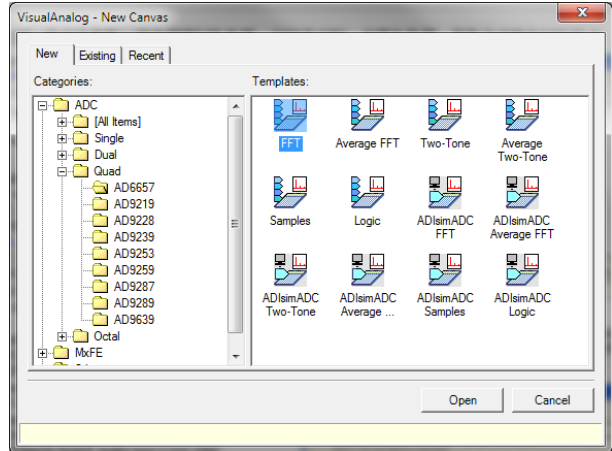 VisualAnalog - New Canvas
New
Existing
Recent
Categories:
ADC
[All Items]
Single
Dual
Quad
AD6657
AD9219
AD9228
AD9239
AD9253
AD9259
AD9287
AD9289
AD9639
Octal
MxFE
Templates:
FFT
Average FFT
Two-Tone
Average
Two-Tone
Samples
Logic
ADIsimADC
FFT
ADIsimADC
Average FFT
ADIsimADC
Two-Tone
ADIsimADC
Average ...
ADIsimADC
Samples
ADIsimADC
Logic
Open
Cancel